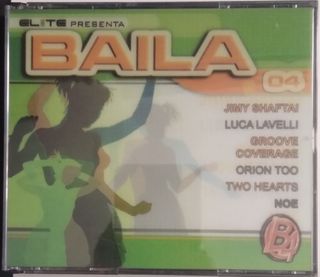 ELITE PRESENTA
BAILA
04
JIMY SHAFTAI
LUCA LAVELLI
GROOVE
COVERAGE
ORION TOO
TWO HEARTS
NOE